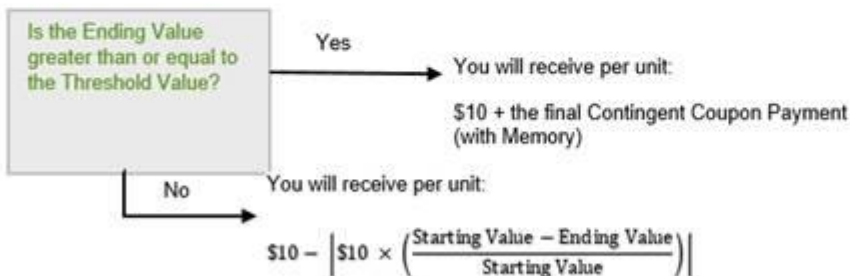 Is the Ending Value
greater than or equal to
the Threshold Value?
Yes
You will receive per unit:
$10 + the final Contingent Coupon Payment
(with Memory)
No
You will receive per unit:
$10 − |$10 × (Starting Value − Ending Value / Starting Value)|